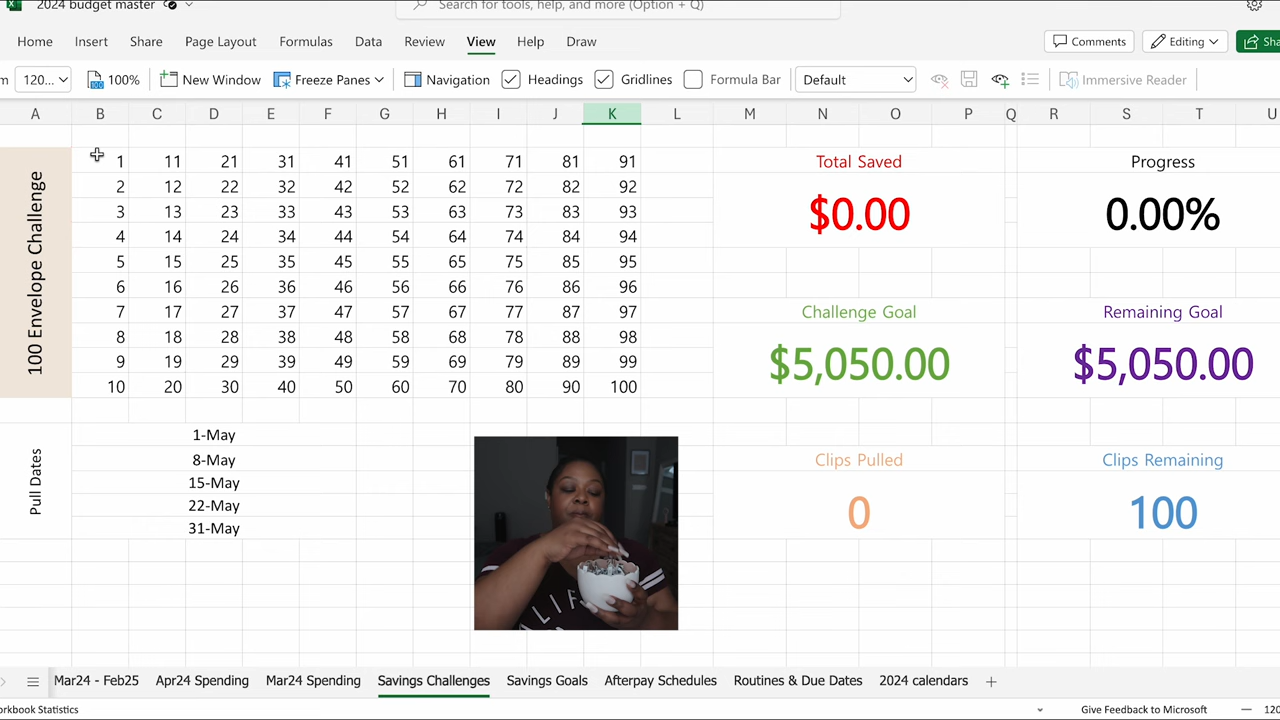 2024 budget master
Search for tools, help, and more (Option + Q)
Home Insert Share Page Layout Formulas Data Review View Help Draw
Comments Editing
120... 100% New Window Freeze Panes Navigation Headings Gridlines Formula Bar Default Immersive Reader
A B C D E F G H I J K L M N O P Q R S T U
100 Envelope Challenge
1 11 21 31 41 51 61 71 81 91
2 12 22 32 42 52 62 72 82 92
3 13 23 33 43 53 63 73 83 93
4 14 24 34 44 54 64 74 84 94
5 15 25 35 45 55 65 75 85 95
6 16 26 36 46 56 66 76 86 96
7 17 27 37 47 57 67 77 87 97
8 18 28 38 48 58 68 78 88 98
9 19 29 39 49 59 69 79 89 99
10 20 30 40 50 60 70 80 90 100
Total Saved Progress
$0.00 0.00%
Challenge Goal Remaining Goal
$5,050.00 $5,050.00
Pull Dates
1-May
8-May
15-May
22-May
31-May
Clips Pulled Clips Remaining
0 100
Mar24 - Feb25 Apr24 Spending Mar24 Spending Savings Challenges Savings Goals Afterpay Schedules Routines & Due Dates 2024 calendars
Statistics Give Feedback to Microsoft